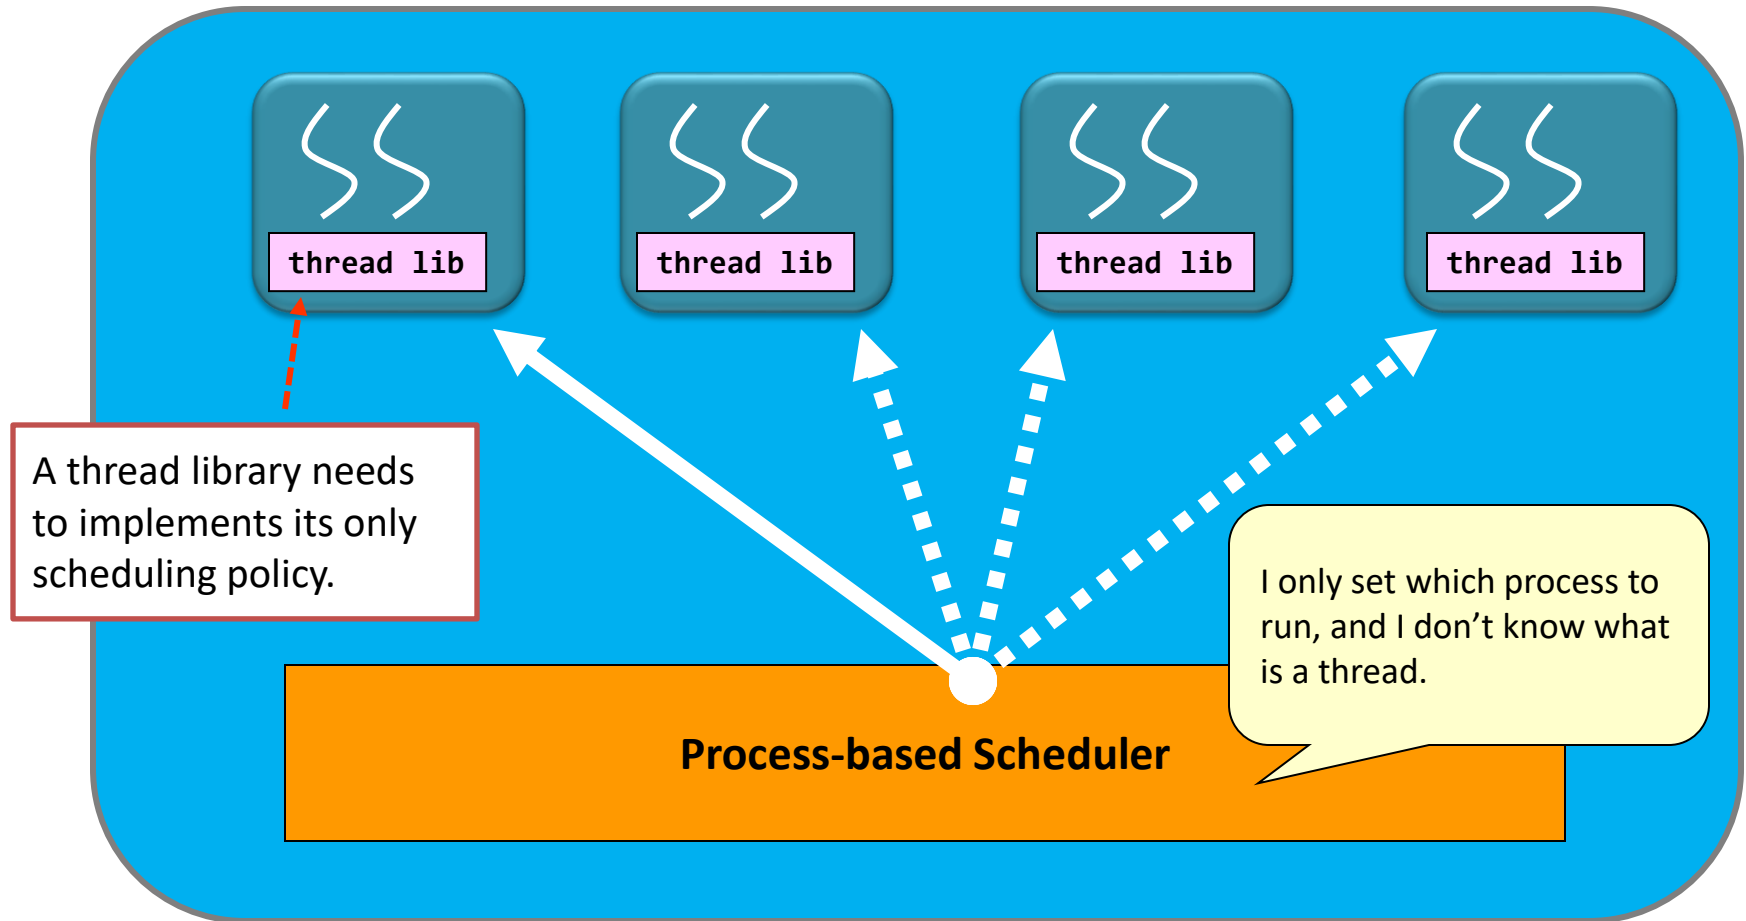 thread lib
thread lib
thread lib
thread lib
A thread library needs
to implements its only
scheduling policy.
I only set which process to
run, and I don’t know what
is a thread.
Process-based Scheduler